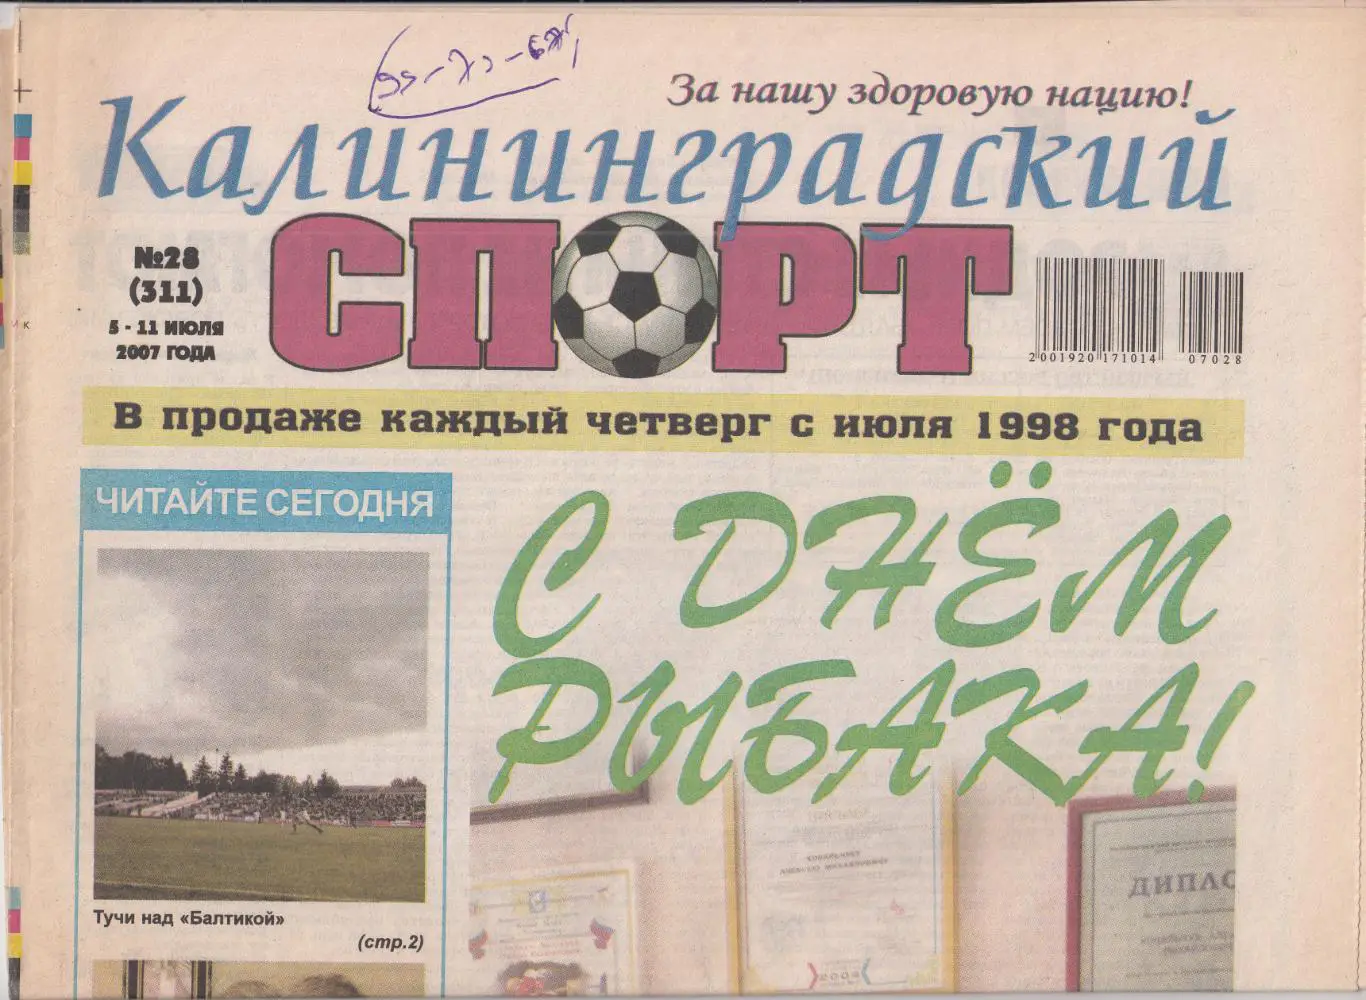 За нашу здоровую нацию!
Калининградский
СПОРТ
№28
(311)
5 - 11 ИЮЛЯ
2007 ГОДА
2001920171014
07028
В продаже каждый четверг с июля 1998 года
ЧИТАЙТЕ СЕГОДНЯ
С ДНЁМ
РЫБАКА!
Тучи над «Балтикой»
(стр.2)
ДИПЛО